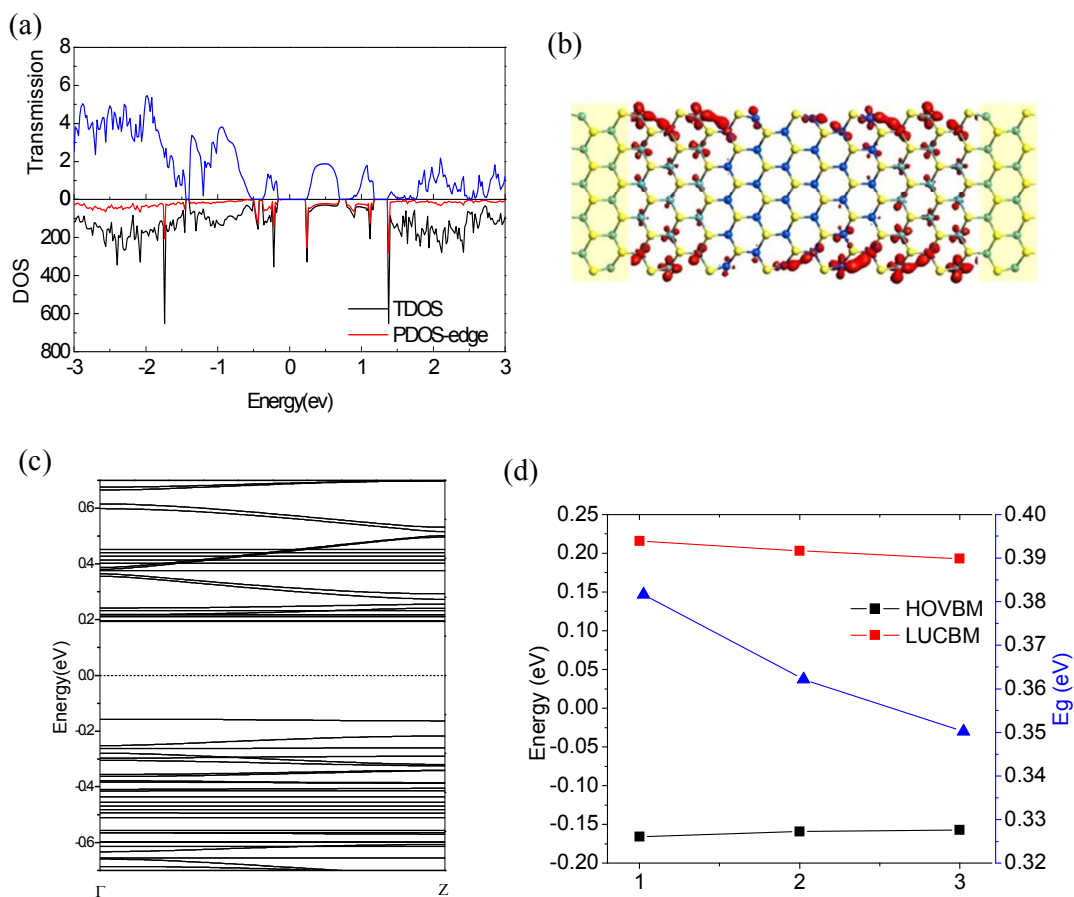 (a)
8
6
4
2
0
Transmission
200
400
600
800
DOS
TDOS
PDOS-edge
-3 -2 -1 0 1 2 3
Energy(ev)
(b)
(c)
0.6
0.4
0.2
0.0
-0.2
-0.4
-0.6
Energy(eV)
Γ Z
(d)
0.25
0.20
0.15
0.10
0.05
0.00
-0.05
-0.10
-0.15
-0.20
Energy (eV)
HOVBM
LUCBM
0.40
0.39
0.38
0.37
0.36
0.35
0.34
0.33
0.32
Eg (eV)
1 2 3